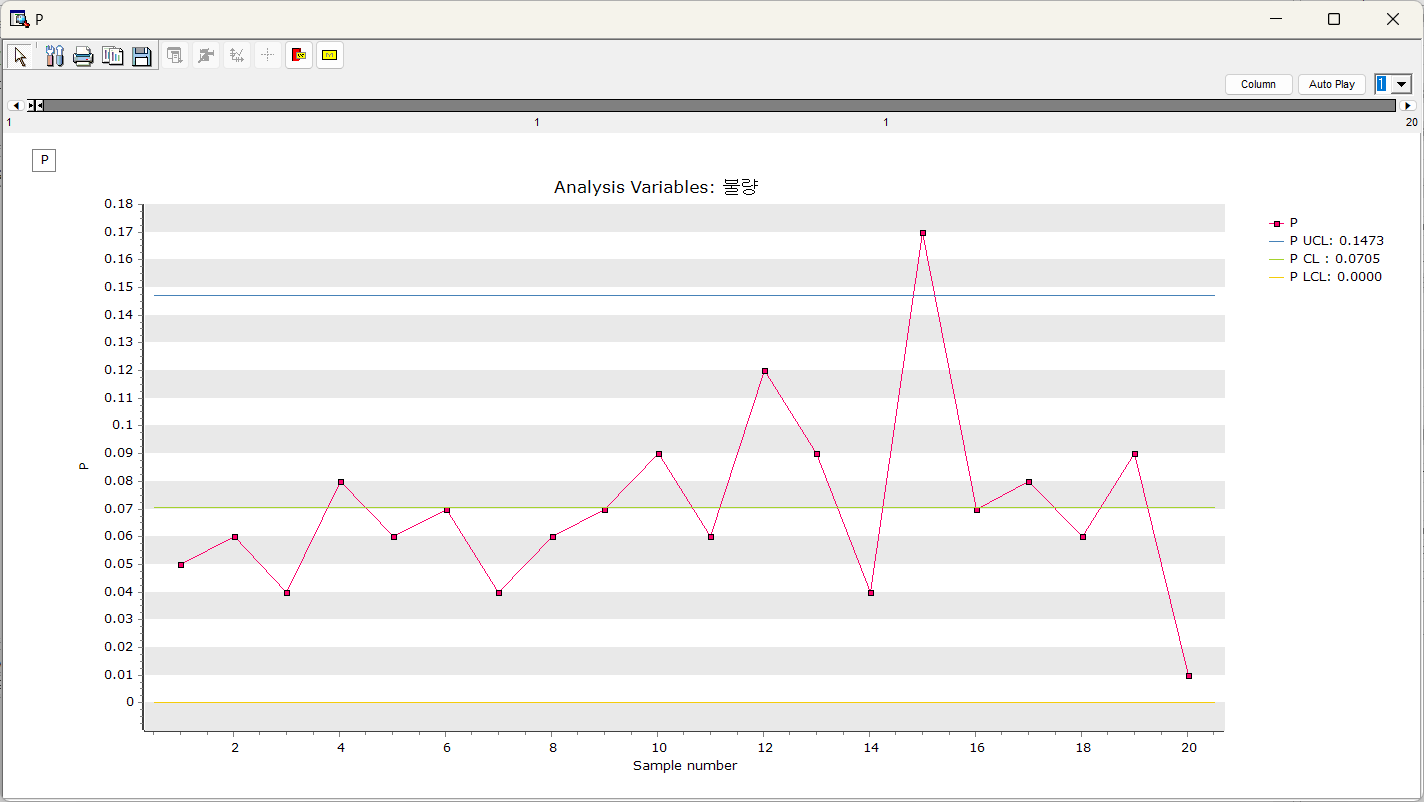 P
Column Auto Play 1
1 1 1 20
P
Analysis Variables: 불량
P
P UCL: 0.1473
P CL : 0.0705
P LCL: 0.0000
0.18
0.17
0.16
0.15
0.14
0.13
0.12
0.11
0.1
0.09
0.08
0.07
0.06
0.05
0.04
0.03
0.02
0.01
0
P
2 4 6 8 10 12 14 16 18 20
Sample number